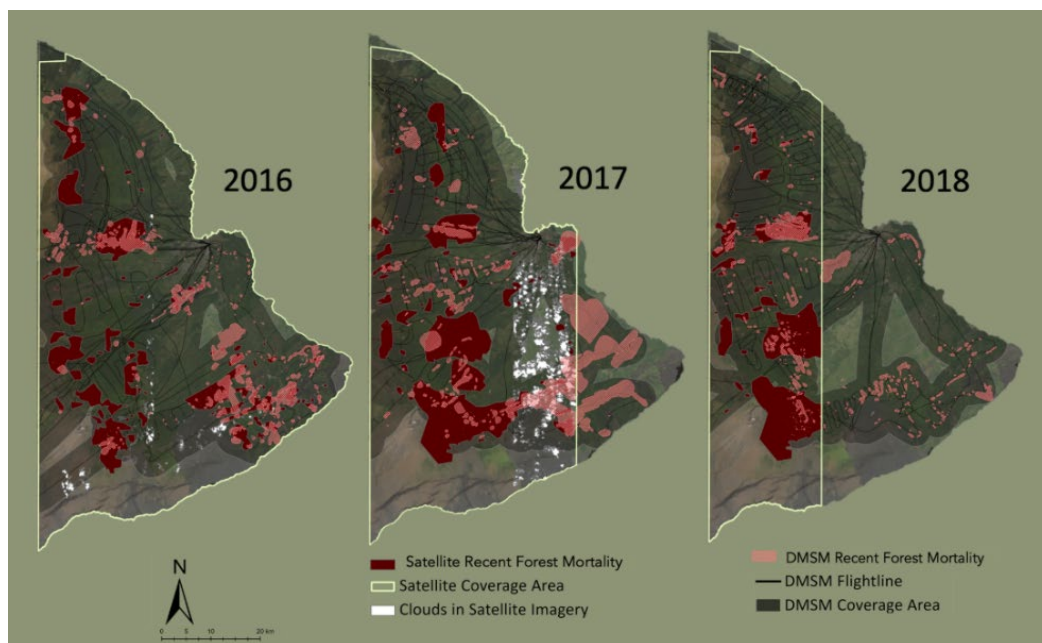 2016
2017
2018
N
0 5 10 20 km
Satellite Recent Forest Mortality
Satellite Coverage Area
Clouds in Satellite Imagery
DMSM Recent Forest Mortality
DMSM Flightline
DMSM Coverage Area